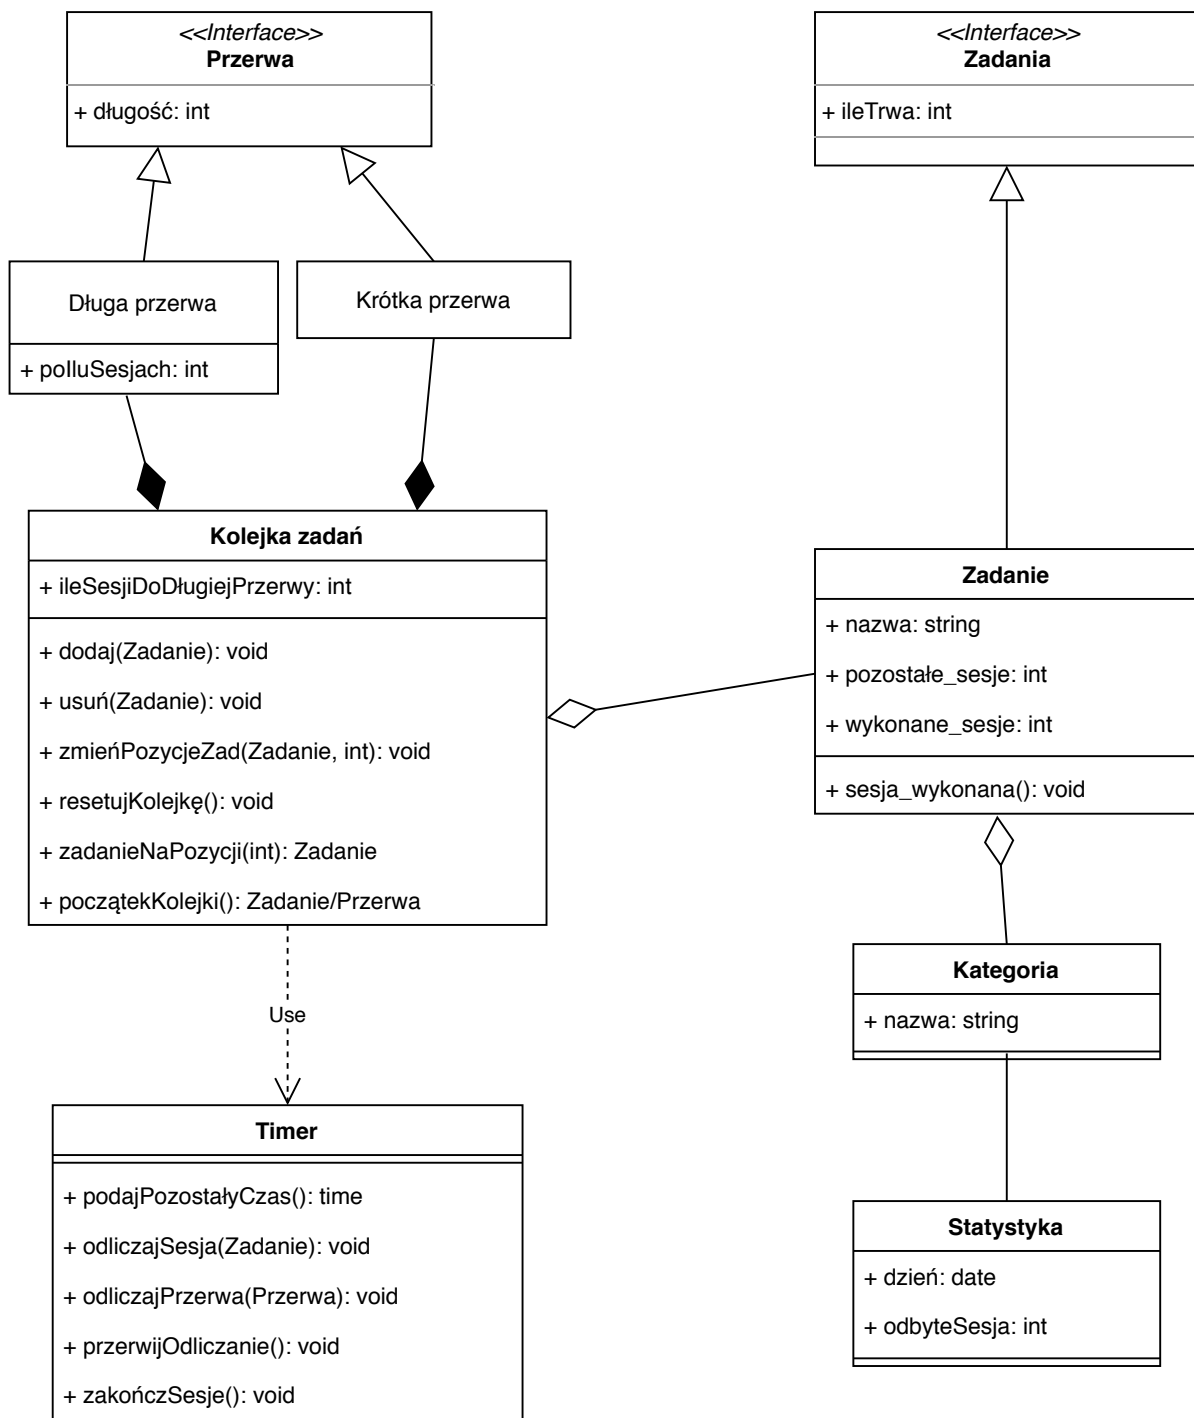 <<Interface>>
Przerwa
+ długość: int
<<Interface>>
Zadania
+ ileTrwa: int
Długa przerwa
+ poIluSesjach: int
Krótka przerwa
Kolejka zadań
+ ileSesjiDoDługiejPrzerwy: int
+ dodaj(Zadanie): void
+ usuń(Zadanie): void
+ zmieńPozycjeZad(Zadanie, int): void
+ resetujKolejkę(): void
+ zadanieNaPozycji(int): Zadanie
+ początekKolejki(): Zadanie/Przerwa
Zadanie
+ nazwa: string
+ pozostałe_sesje: int
+ wykonane_sesje: int
+ sesja_wykonana(): void
Kategoria
+ nazwa: string
Use
Timer
+ podajPozostałyCzas(): time
+ odliczajSesja(Zadanie): void
+ odliczajPrzerwa(Przerwa): void
+ przerwijOdliczanie(): void
+ zakończSesje(): void
Statystyka
+ dzień: date
+ odbyteSesja: int